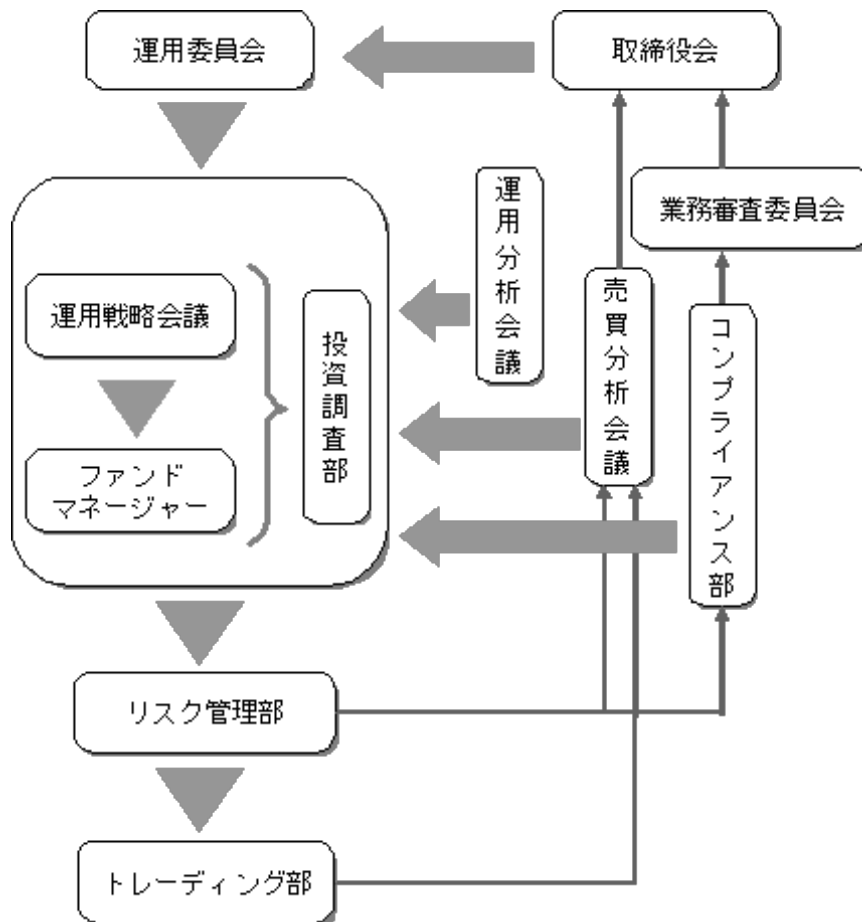 運用委員会
取締役会
運用分析会議
業務審査委員会
売買分析会議
運用戦略会議
投資調査部
コンプライアンス部
ファンド
マネージャー
リスク管理部
トレーディング部